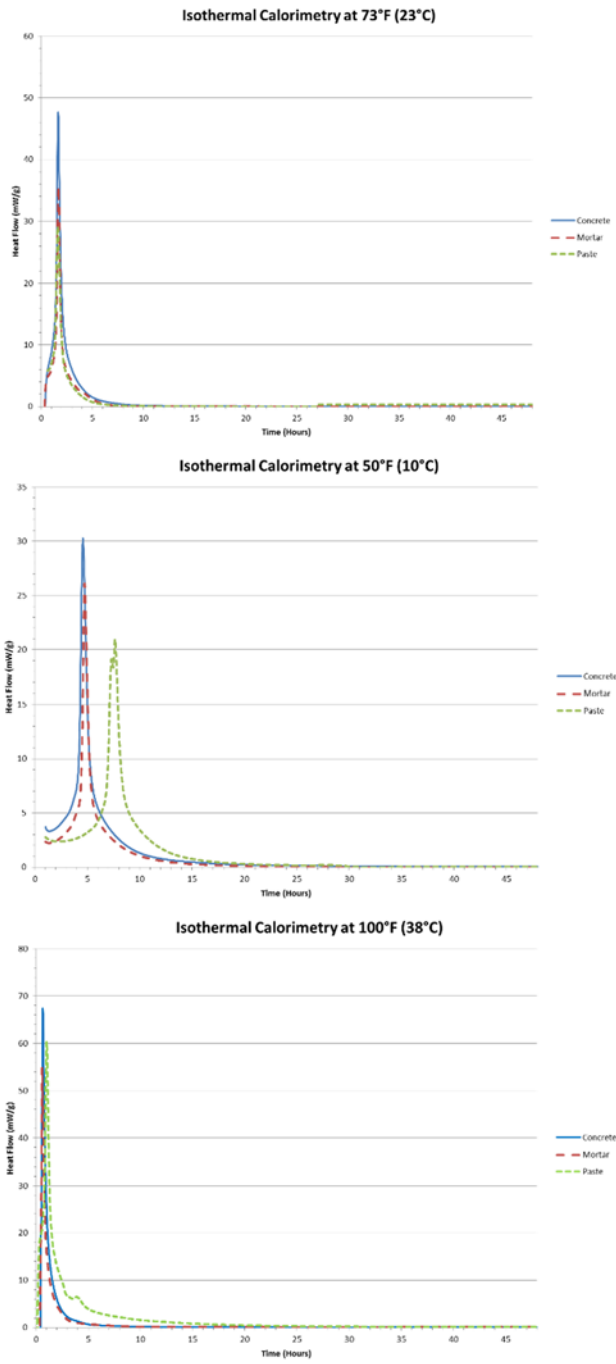 Isothermal Calorimetry at 73°F (23°C)
60
50
40
30
20
10
0
Heat Flow (mW/g)
0 5 10 15 20 25 30 35 40 45
Time (Hours)
Concrete
Mortar
Paste
Isothermal Calorimetry at 50°F (10°C)
35
30
25
20
15
10
5
0
Heat Flow (mW/g)
0 5 10 15 20 25 30 35 40 45
Time (Hours)
Concrete
Mortar
Paste
Isothermal Calorimetry at 100°F (38°C)
80
70
60
50
40
30
20
10
0
Heat Flow (mW/g)
0 5 10 15 20 25 30 35 40 45
Time (Hours)
Concrete
Mortar
Paste